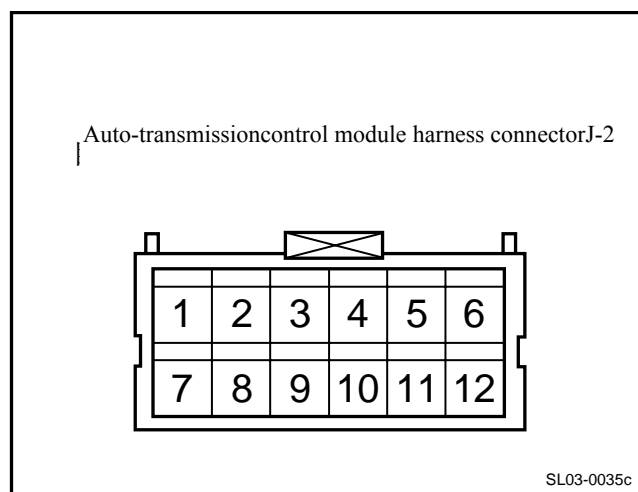 Auto-transmissioncontrol module harness connectorJ-2
1 2 3 4 5 6
7 8 9 10 11 12
SL03-0035c